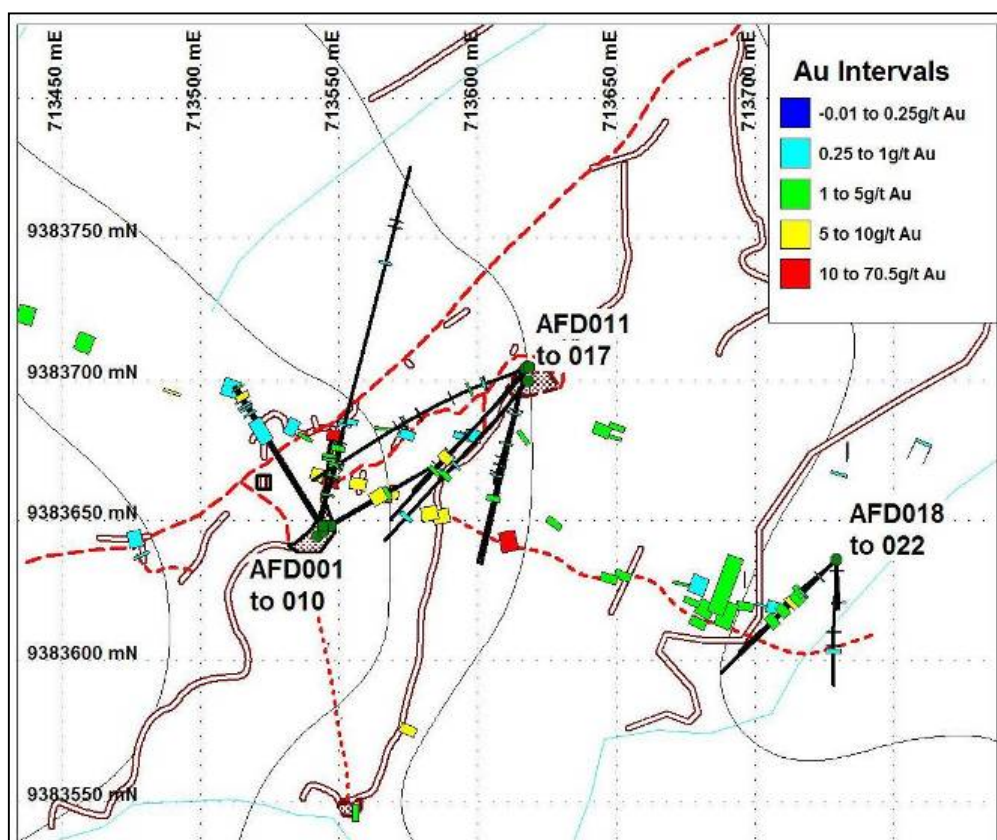 713450 mE
713500 mE
713550 mE
713600 mE
713650 mE
713700 mE
Au Intervals
-0.01 to 0.25g/t Au
0.25 to 1g/t Au
1 to 5g/t Au
5 to 10g/t Au
10 to 70.5g/t Au
9383750 mN
AFD011
to 017
9383700 mN
9383650 mN
AFD018
to 022
AFD001
to 010
9383600 mN
9383550 mN